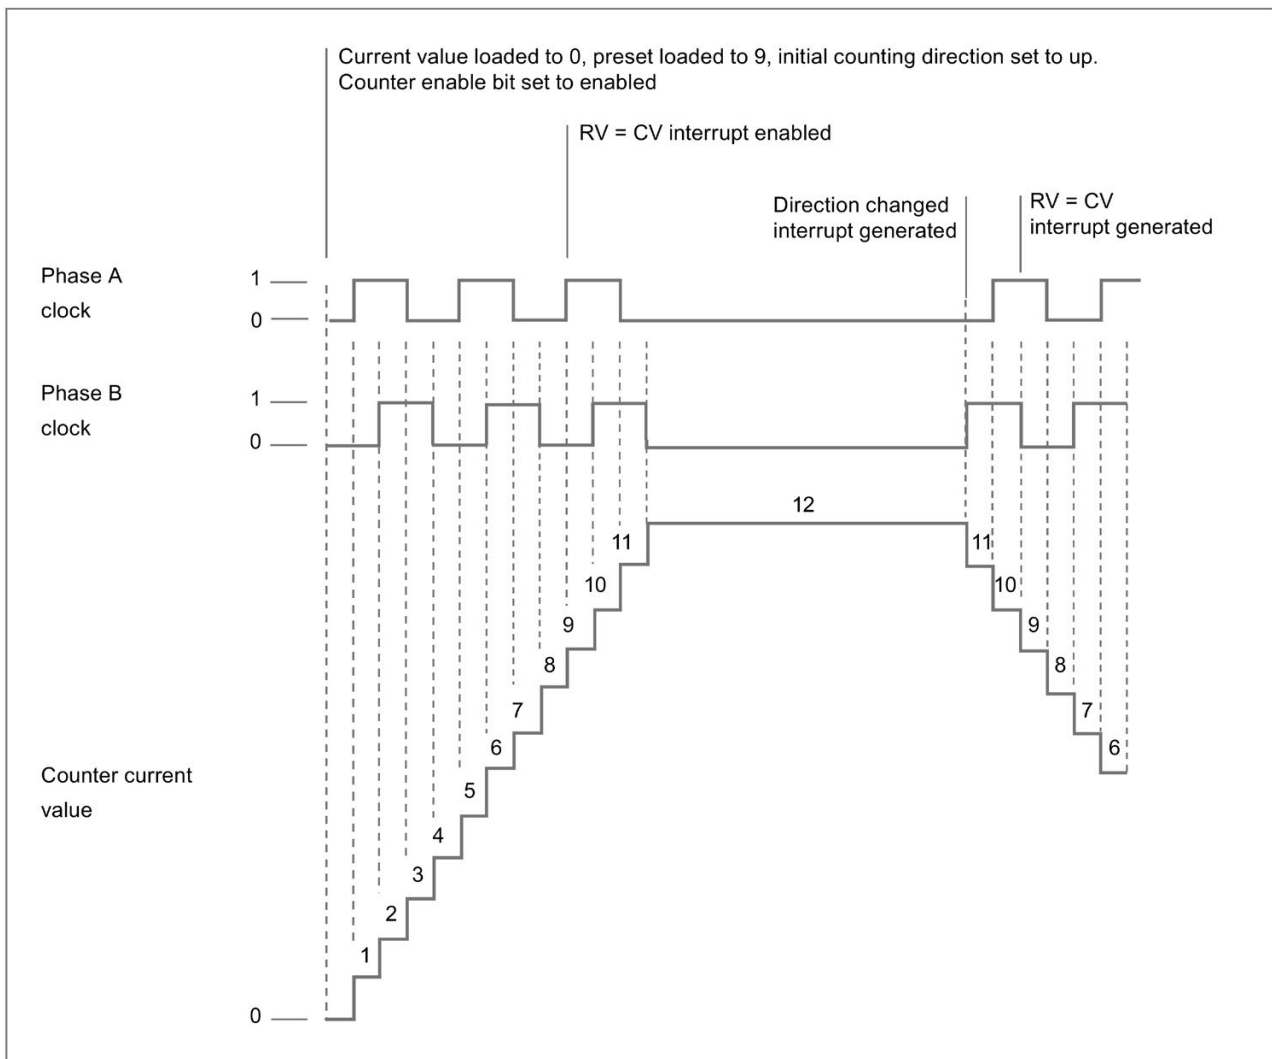 Current value loaded to 0, preset loaded to 9, initial counting direction set to up.
Counter enable bit set to enabled
RV = CV interrupt enabled
Direction changed
interrupt generated
RV = CV
interrupt generated
Phase A
clock
1
0
Phase B
clock
1
0
12
11
11
10
10
9
9
8
8
7
7
6
6
5
4
3
2
1
Counter current
value
0